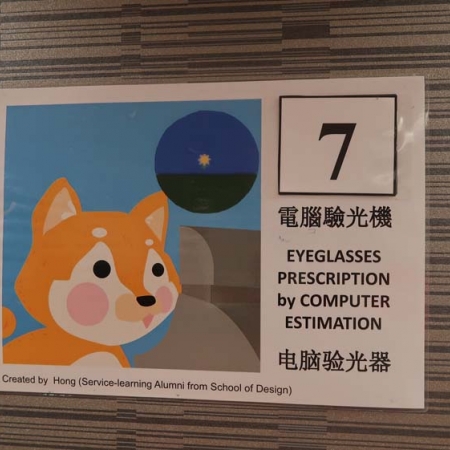 7
電腦驗光機
EYEGLASSES
PRESCRIPTION
by COMPUTER
ESTIMATION
电脑验光器
Created by Hong (Service-learning Alumni from School of Design)